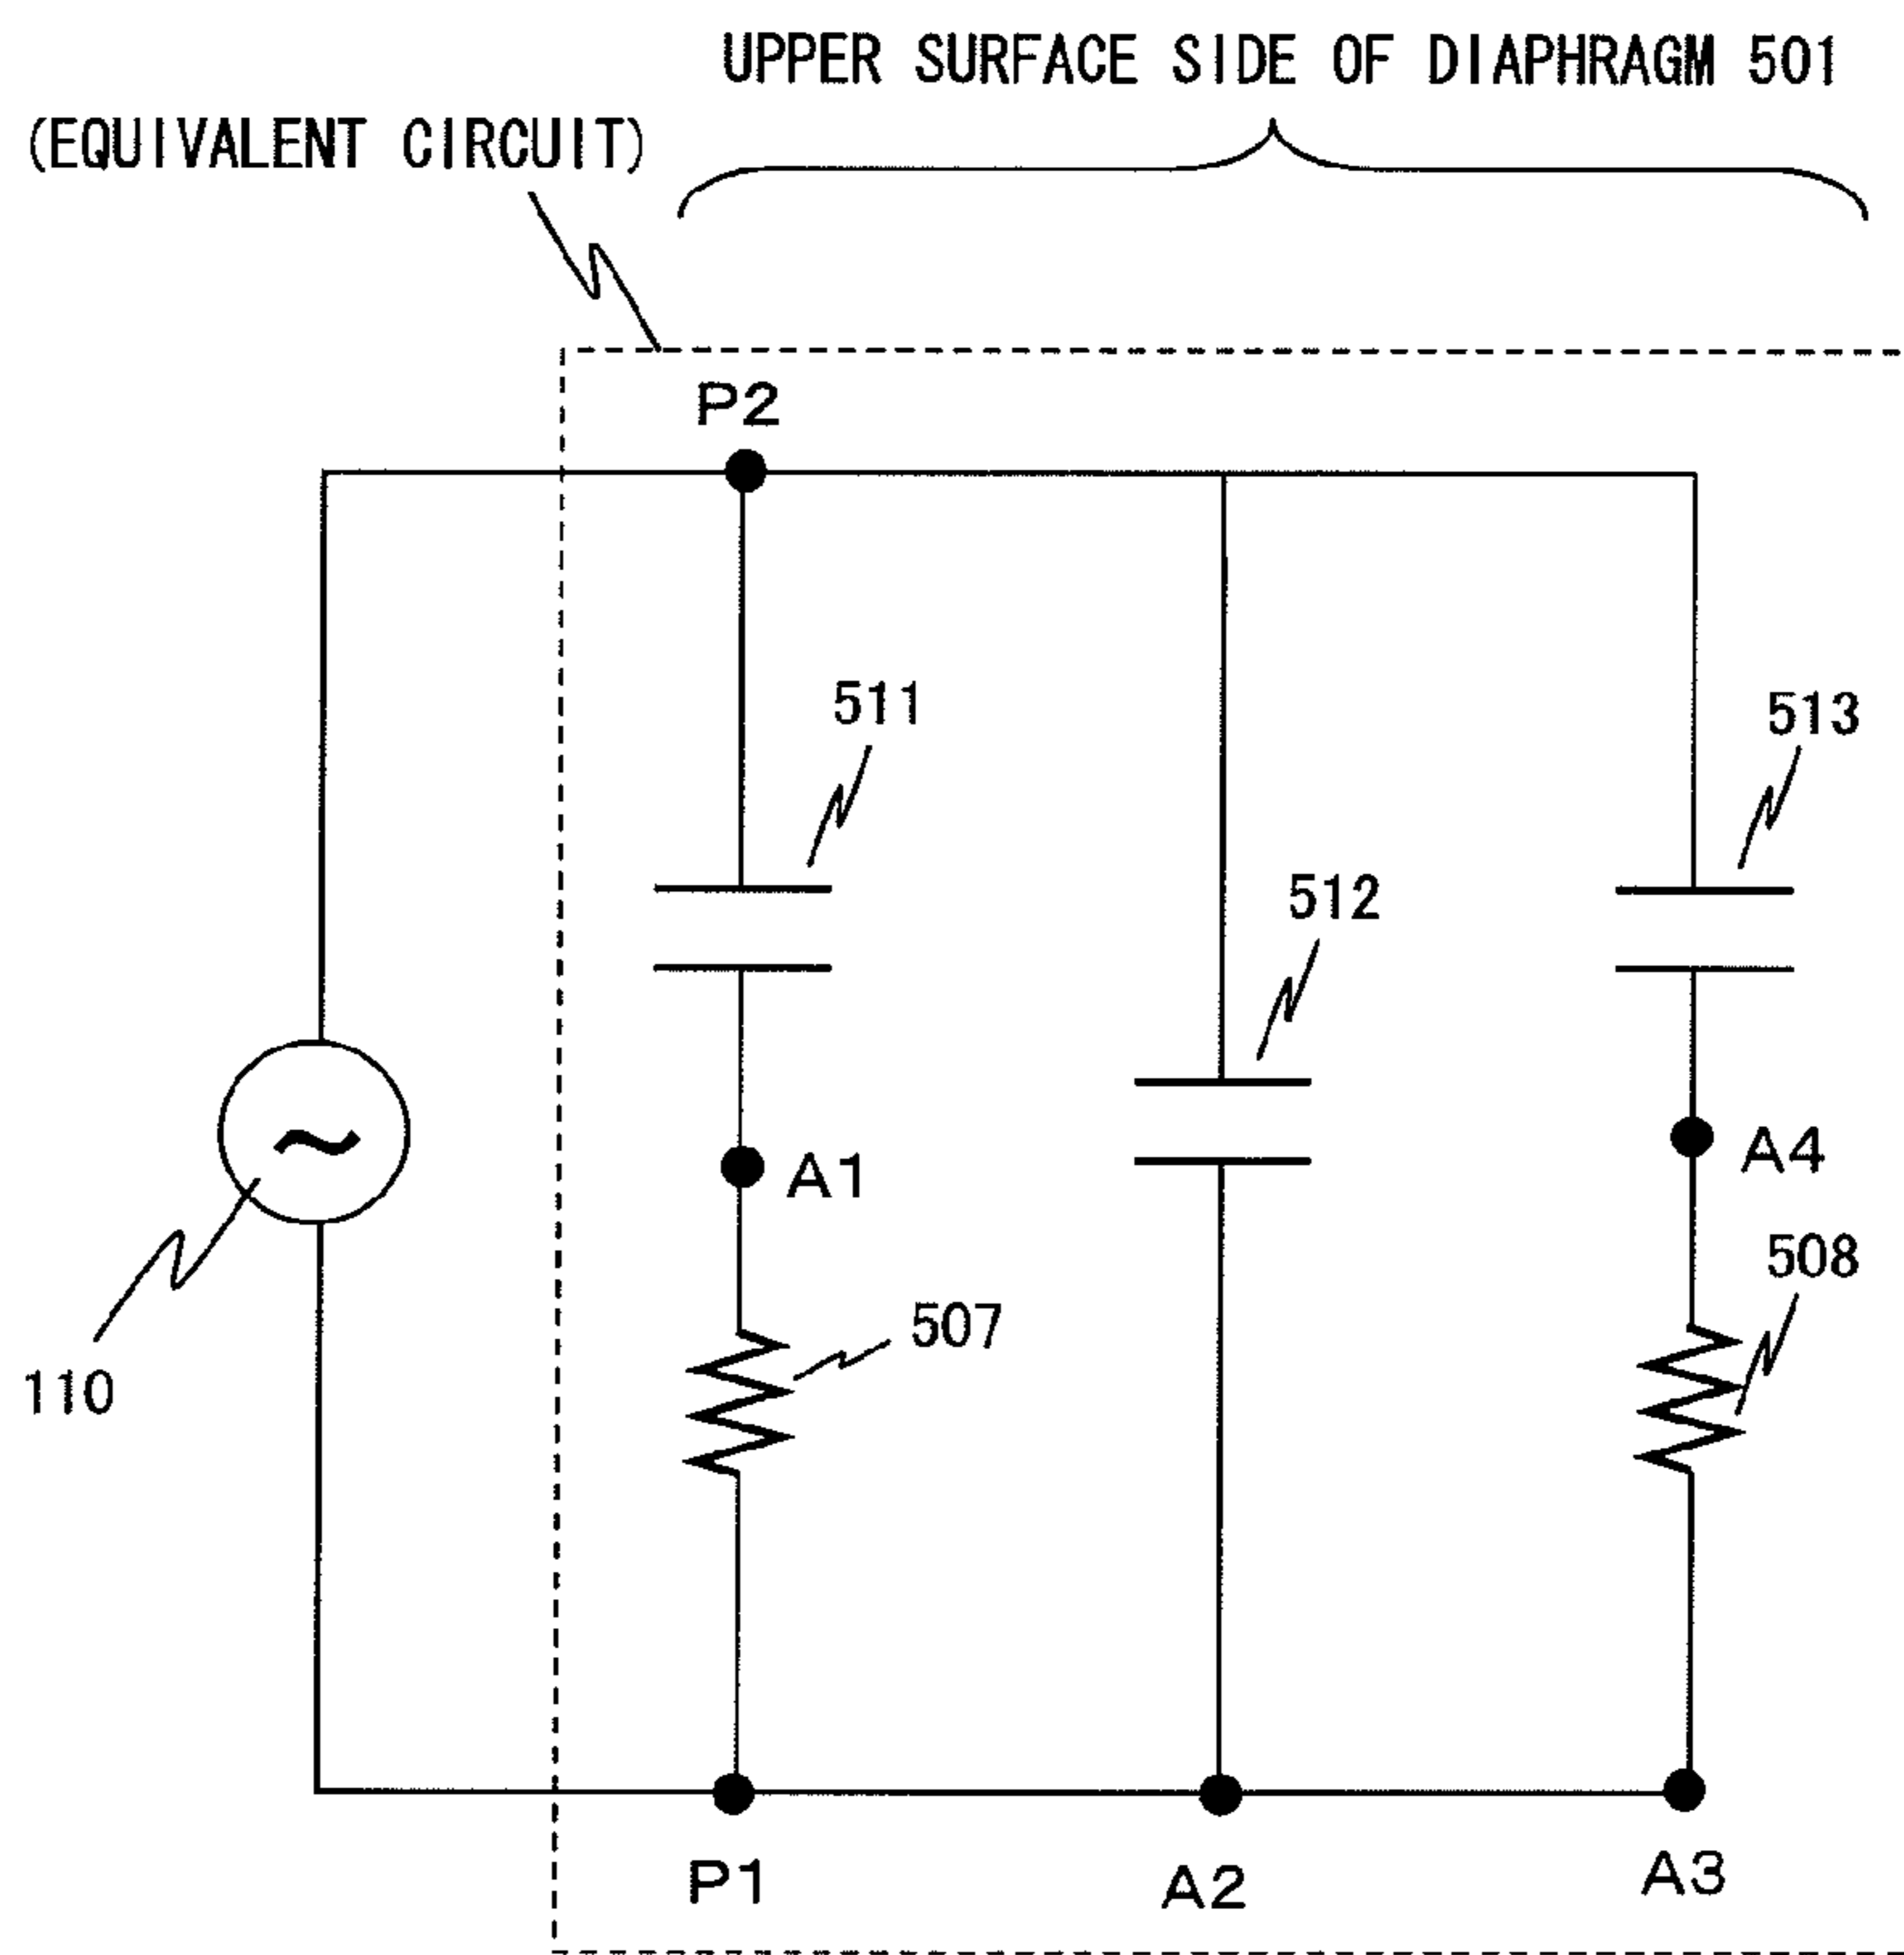 UPPER SURFACE SIDE OF DIAPHRAGM 501
(EQUIVALENT CIRCUIT)
P2
511
513
512
A1
A4
508
507
110
P1
A2
A3